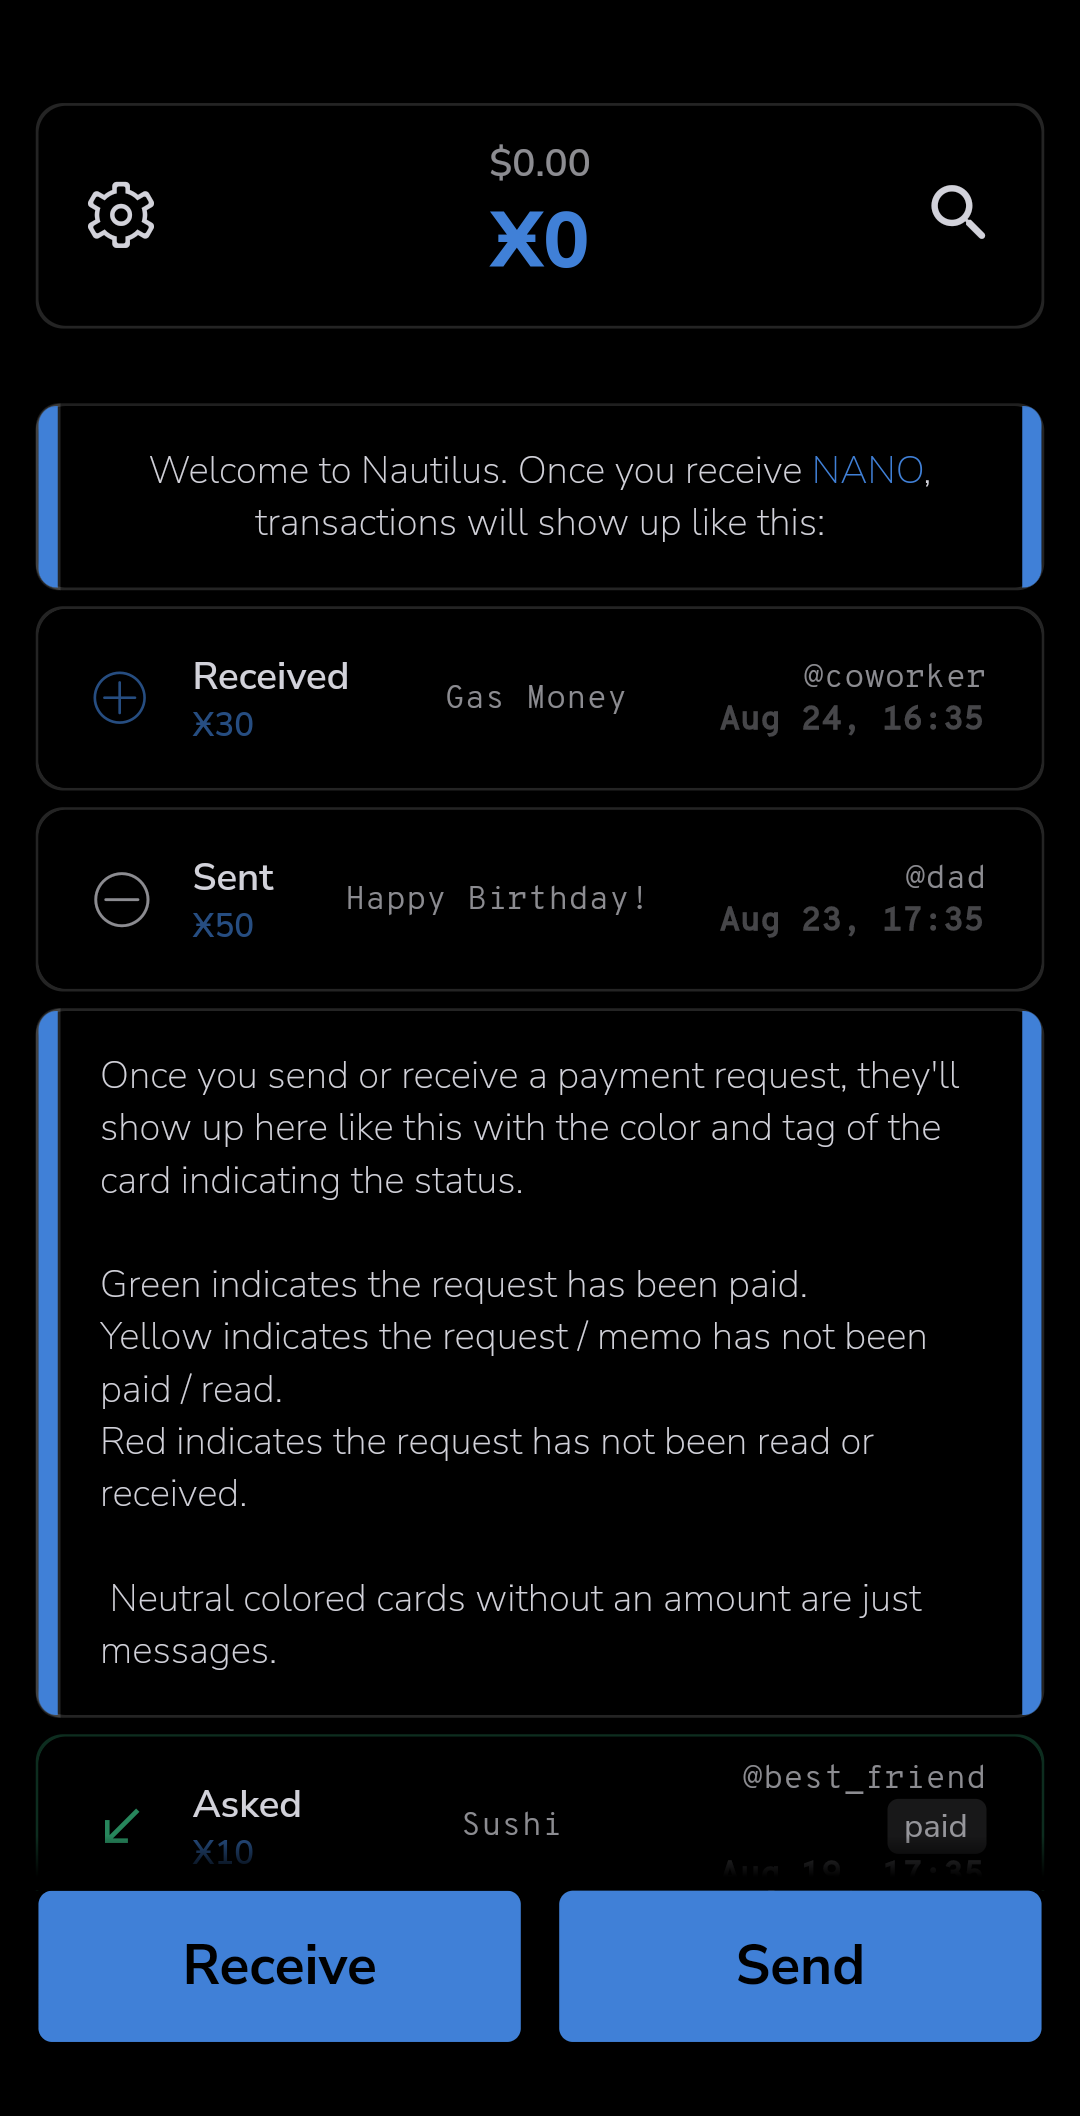 $0.00
Ӿ0
Welcome to Nautilus. Once you receive NANO,
transactions will show up like this:
Received
Ӿ30
Gas Money
@coworker
Aug 24, 16:35
Sent
Ӿ50
Happy Birthday!
@dad
Aug 23, 17:35
Once you send or receive a payment request, they'll
show up here like this with the color and tag of the
card indicating the status.
Green indicates the request has been paid.
Yellow indicates the request / memo has not been
paid / read.
Red indicates the request has not been read or
received.
Neutral colored cards without an amount are just
messages.
Asked
Ӿ10
Sushi
@best_friend
paid
Aug 19, 17:35
Receive
Send